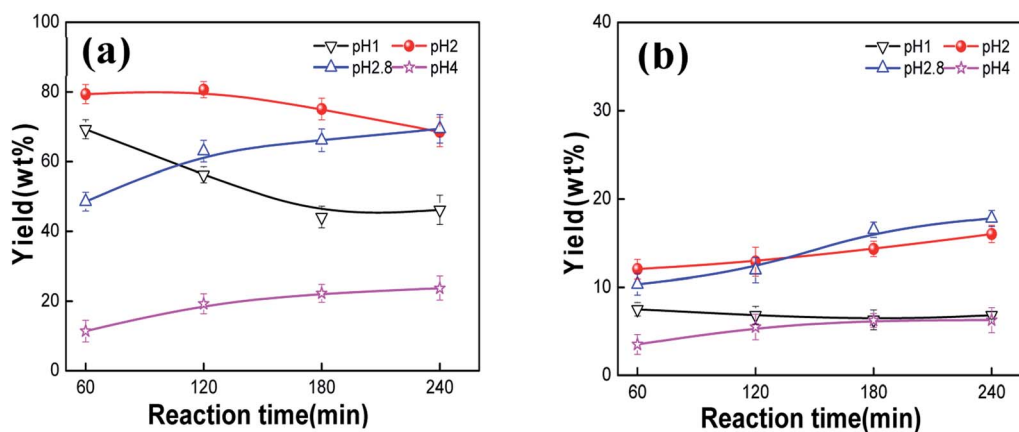 (a)
pH1 pH2
pH2.8 pH4
Yield(wt%)
100
80
60
40
20
0
60 120 180 240
Reaction time(min)
(b)
pH1 pH2
pH2.8 pH4
Yield(wt%)
40
30
20
10
0
60 120 180 240
Reaction time(min)